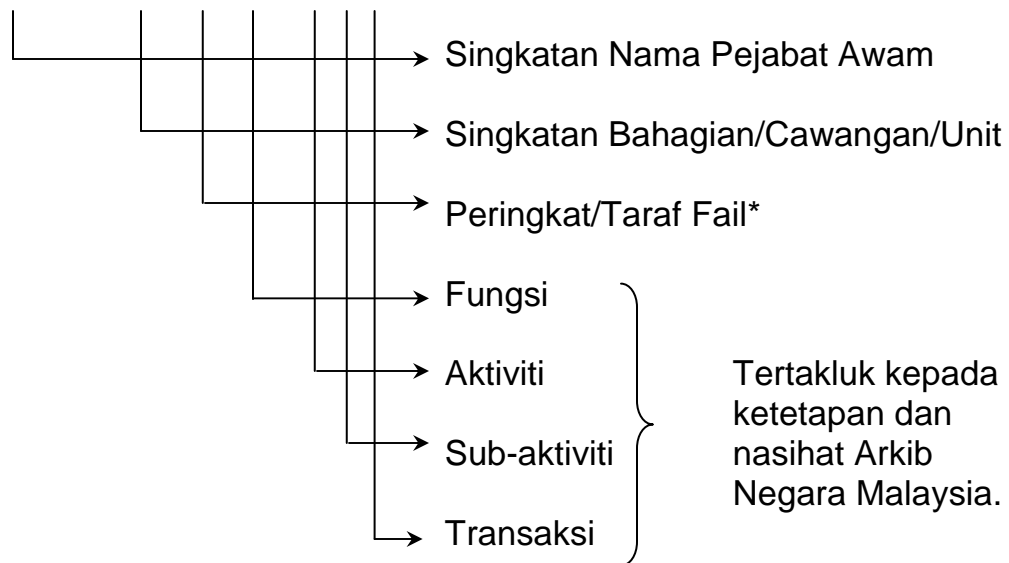 Singkatan Nama Pejabat Awam
Singkatan Bahagian/Cawangan/Unit
Peringkat/Taraf Fail*
Fungsi
Aktiviti
Sub-aktiviti
Transaksi
Tertakluk kepada
ketetapan dan
nasihat Arkib
Negara Malaysia.